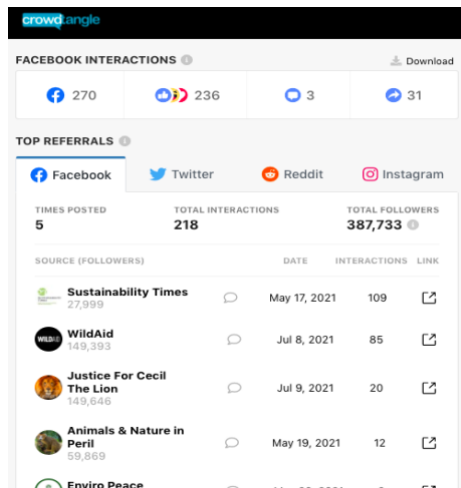 crowdtangle
FACEBOOK INTERACTIONS
Download
270
236
3
31
TOP REFERRALS
Facebook
Twitter
Reddit
Instagram
TIMES POSTED
TOTAL INTERACTIONS
TOTAL FOLLOWERS
5
218
387,733
SOURCE (FOLLOWERS)
DATE
INTERACTIONS
LINK
Sustainability Times
27,999
May 17, 2021
109
WILDAID
WildAid
149,393
Jul 8, 2021
85
Justice For Cecil
The Lion
149,646
Jul 9, 2021
20
Animals & Nature in
Peril
59,869
May 19, 2021
12
Enviro Peace